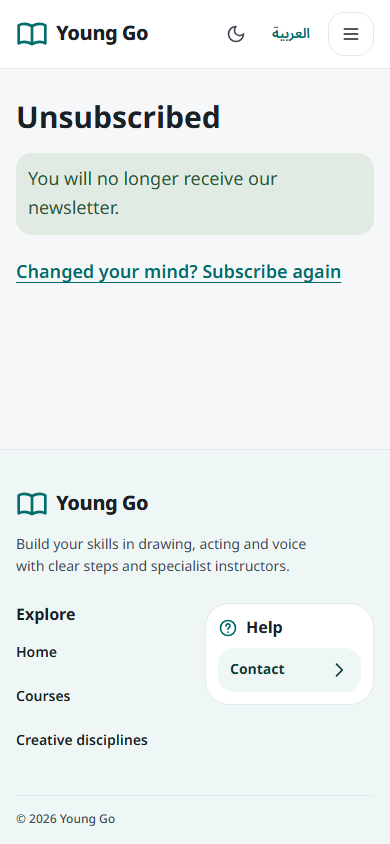 Young Go
العربية
Unsubscribed
You will no longer receive our
newsletter.
Changed your mind? Subscribe again
Young Go
Build your skills in drawing, acting and voice
with clear steps and specialist instructors.
Explore
Home
Courses
Creative disciplines
Help
Contact
© 2026 Young Go